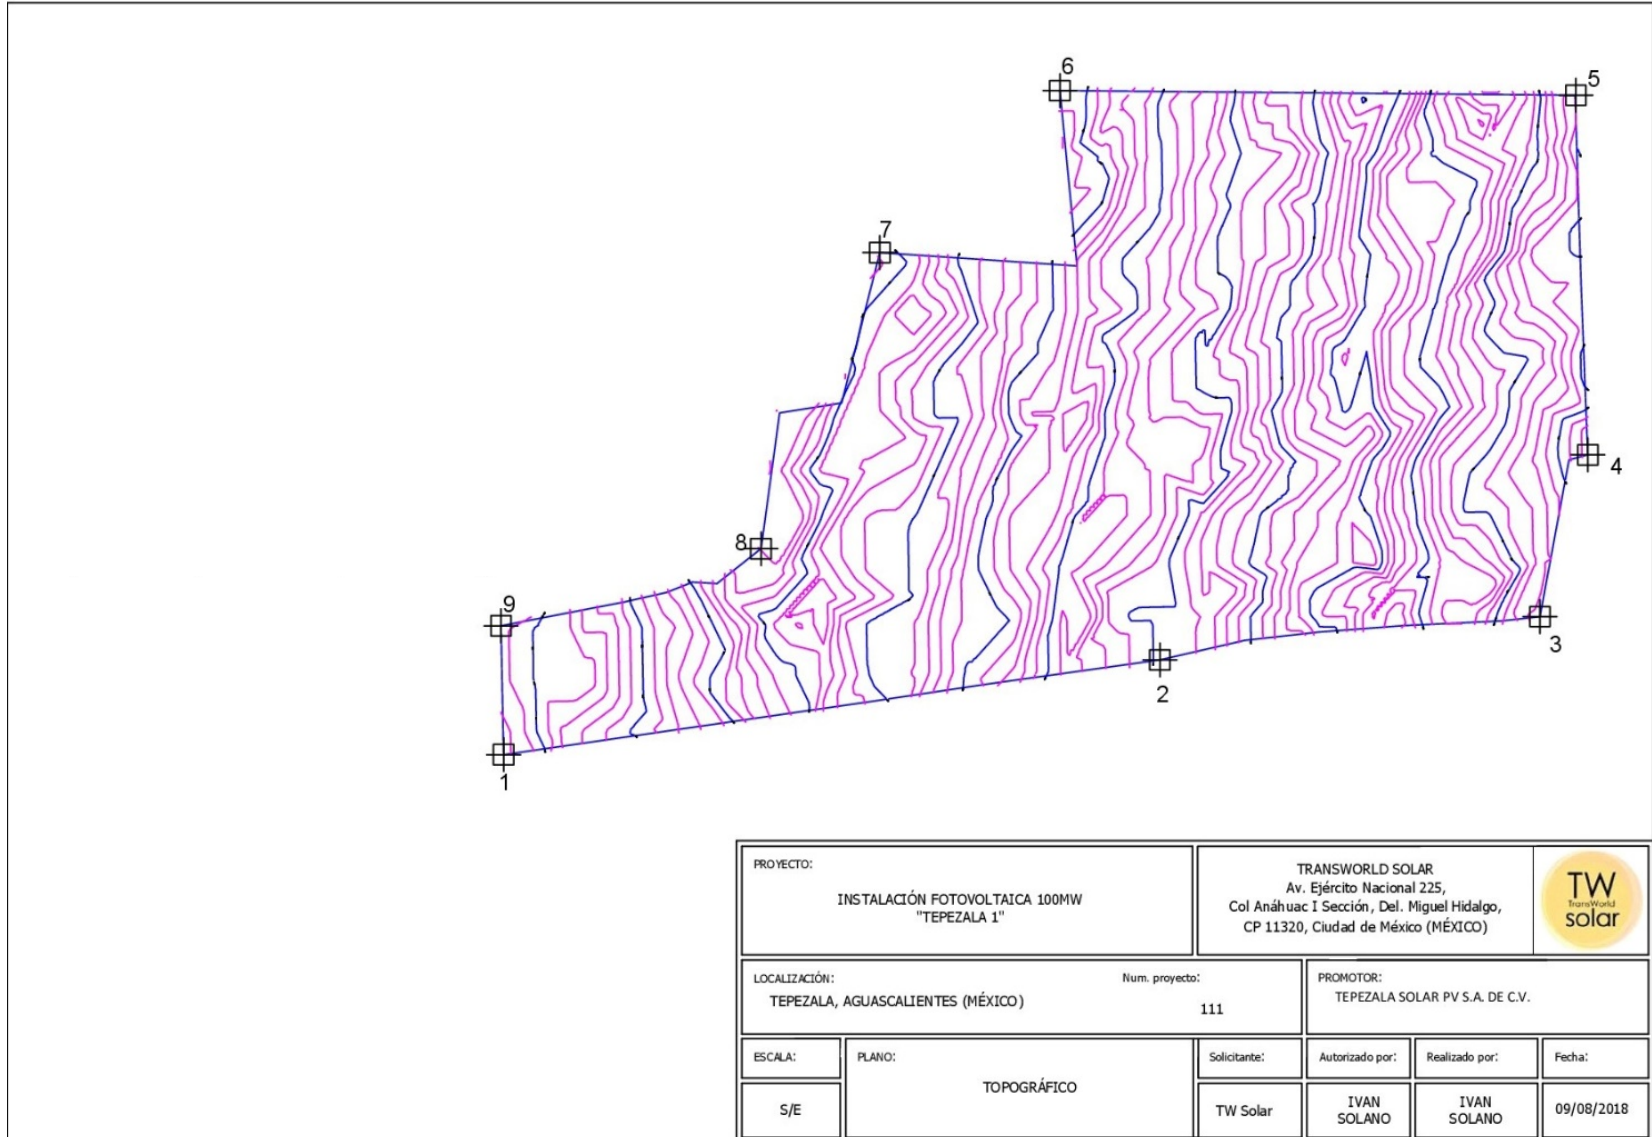 6
5
7
4
8
9
3
2
1
PROYECTO:
INSTALACIÓN FOTOVOLTAICA 100MW
"TEPEZALA 1"
TRANSWORLD SOLAR
Av. Ejército Nacional 225,
Col Anáhuac I Sección, Del. Miguel Hidalgo,
CP 11320, Ciudad de México (MÉXICO)
TW
TransWorld
solar
LOCALIZACIÓN:
TEPEZALA, AGUASCALIENTES (MÉXICO)
Num. proyecto:
111
PROMOTOR:
TEPEZALA SOLAR PV S.A. DE C.V.
ESCALA:
S/E
PLANO:
TOPOGRÁFICO
Solicitante:
TW Solar
Autorizado por:
IVAN
SOLANO
Realizado por:
IVAN
SOLANO
Fecha:
09/08/2018